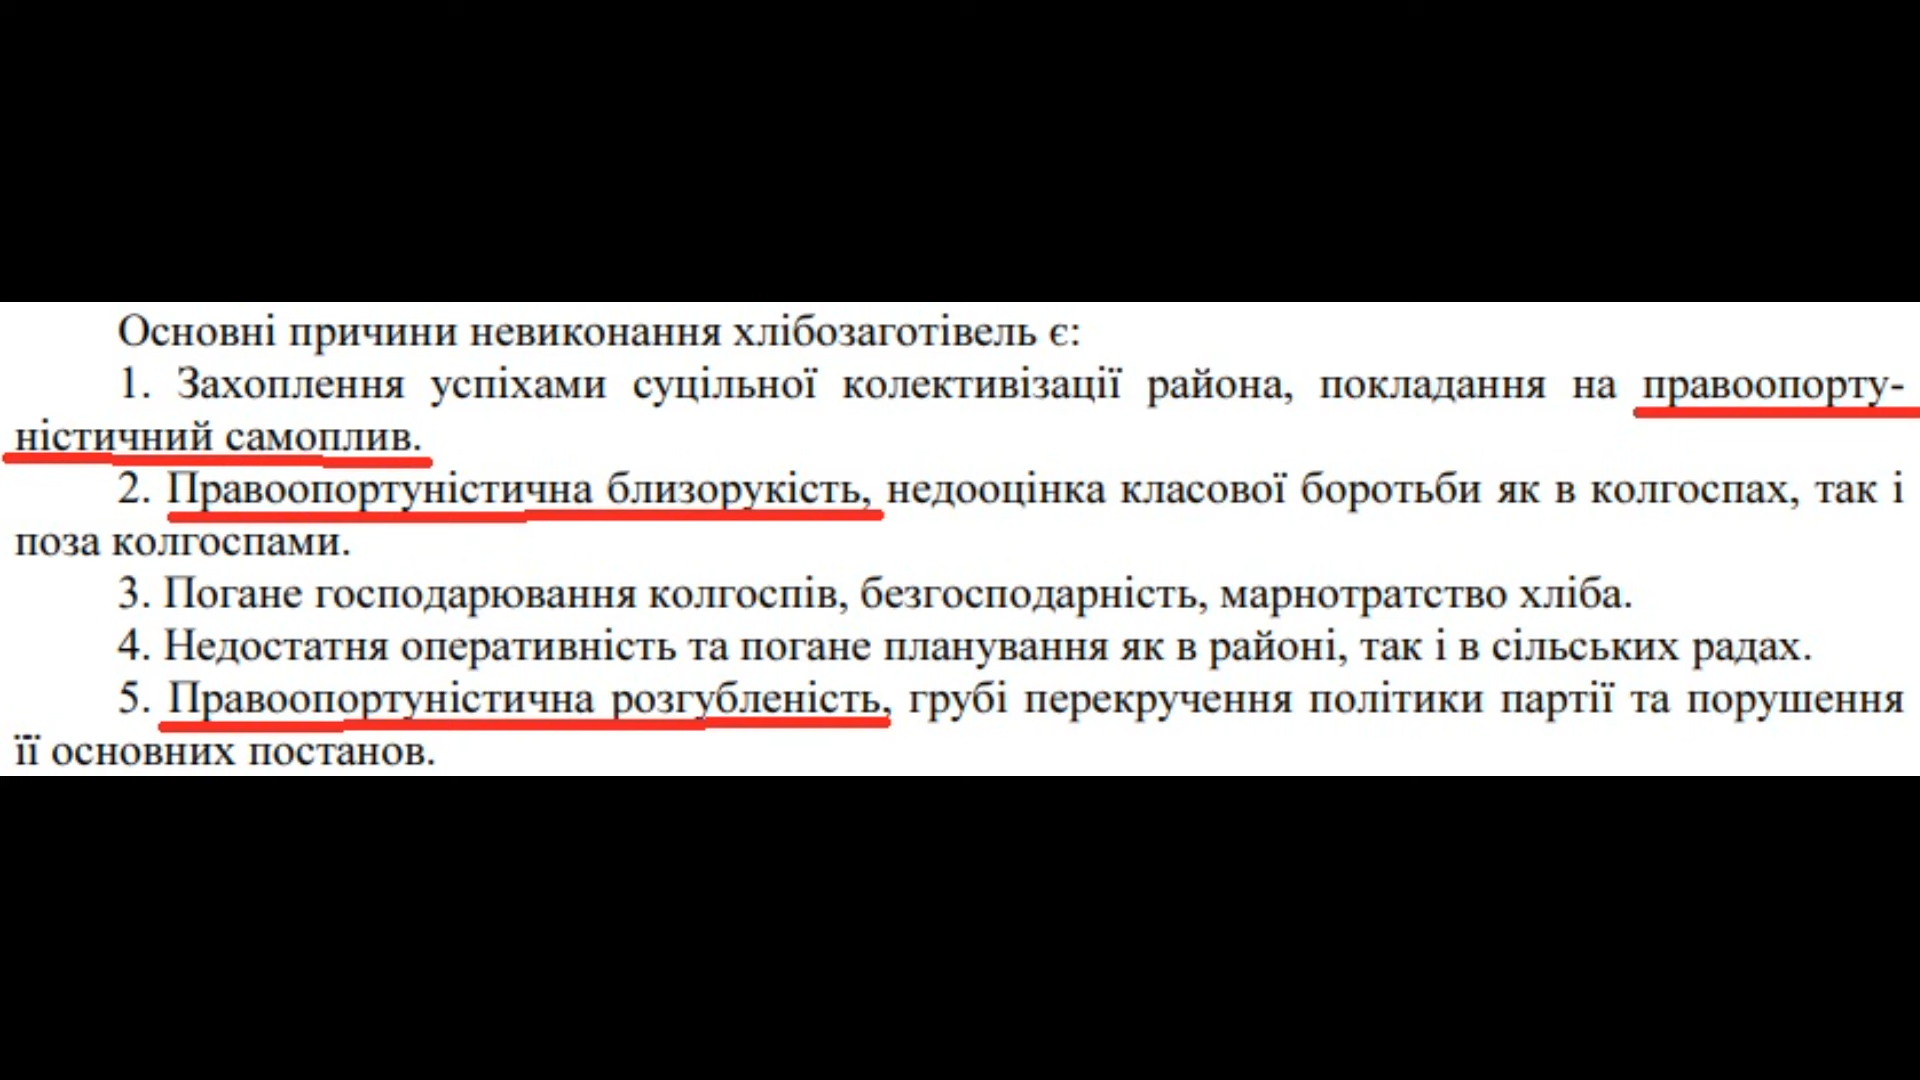 Основні причини невиконання хлібозаготівель є:
1. Захоплення успіхами суцільної колективізації района, покладання на правоопорту-
ністичний самоплив.
2. Правоопортуністична близорукість, недооцінка класової боротьби як в колгоспах, так і
поза колгоспами.
3. Погане господарювання колгоспів, безгосподарність, марнотратство хліба.
4. Недостатня оперативність та погане планування як в районі, так і в сільських радах.
5. Правоопортуністична розгубленість, грубі перекручення політики партії та порушення
її основних постанов.